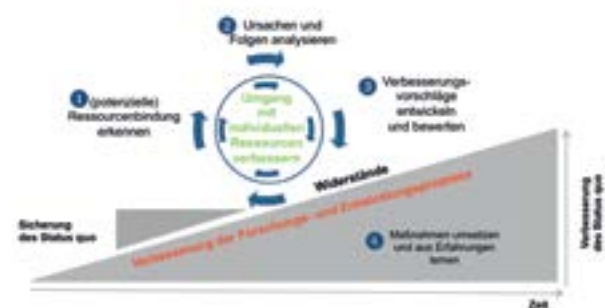 2 Ursachen und
Folgen analysieren
1 (potenzielle)
Ressourcenbindung
erkennen
Umgang
mit
individuellen
Ressourcen
verbessern
3 Verbesserungs-
vorschläge
entwickeln
und bewerten
Widerstände
Sicherung
des Status quo
Verbesserung der Forschungs- und Entwicklungsprozesse
4 Maßnahmen umsetzen
und aus Erfahrungen
lernen
Verbesserung
des Status quo
Zeit